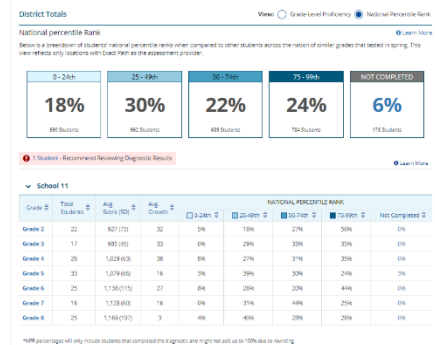 District Totals
View: Grade-Level Proficiency National Percentile Rank
National percentile Rank
Learn More
Below is a breakdown of students' national percentile ranks when compared to other students across the nation of similar grades that tested in spring. This
view reflects only locations with Exact Path as the assessment provider.
0 - 24th 25 - 49th 50 - 74th 75 - 99th NOT COMPLETED
18% 30% 22% 24% 6%
Students 962 Students Students 784 Students 178 Students
1 Student - Recommend Reviewing Diagnostic Results
Learn More
School 11
Grade Total Students Avg. Score (SD) Avg. Growth NATIONAL PERCENTILE RANK
0-24th 25-49th 50-74th 75-99th Not Completed
Grade 2 22 927 (73) 32 5% 18% 27% 50% 0%
Grade 3 17 985 (45) 33 0% 29% 35% 35% 0%
Grade 4 26 1,029 (63) 38 8% 27% 31% 35% 0%
Grade 5 33 1,079 (66) 16 3% 39% 30% 24% 3%
Grade 6 25 1,138 (115) 27 8% 28% 20% 44% 0%
Grade 7 16 1,128 (60) 16 0% 31% 44% 25% 0%
Grade 8 25 1,169 (107) 3 4% 40% 28% 28% 0%
*NPR percentages will only include students that completed the diagnostic and might not add up to 100% due to rounding.